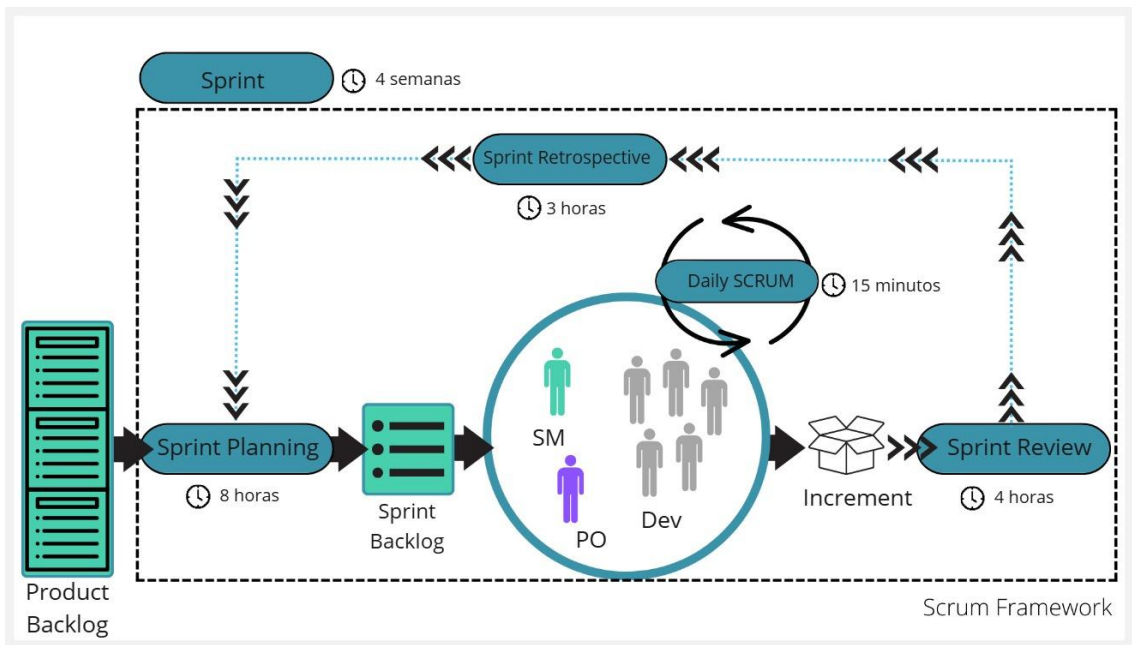 Sprint
4 semanas
Sprint Retrospective
3 horas
Daily SCRUM
15 minutos
SM
PO
Dev
Sprint Planning
8 horas
Sprint
Backlog
Increment
Sprint Review
4 horas
Product
Backlog
Scrum Framework